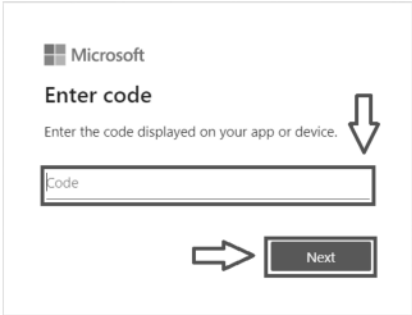 Microsoft
Enter code
Enter the code displayed on your app or device.
Code
Next